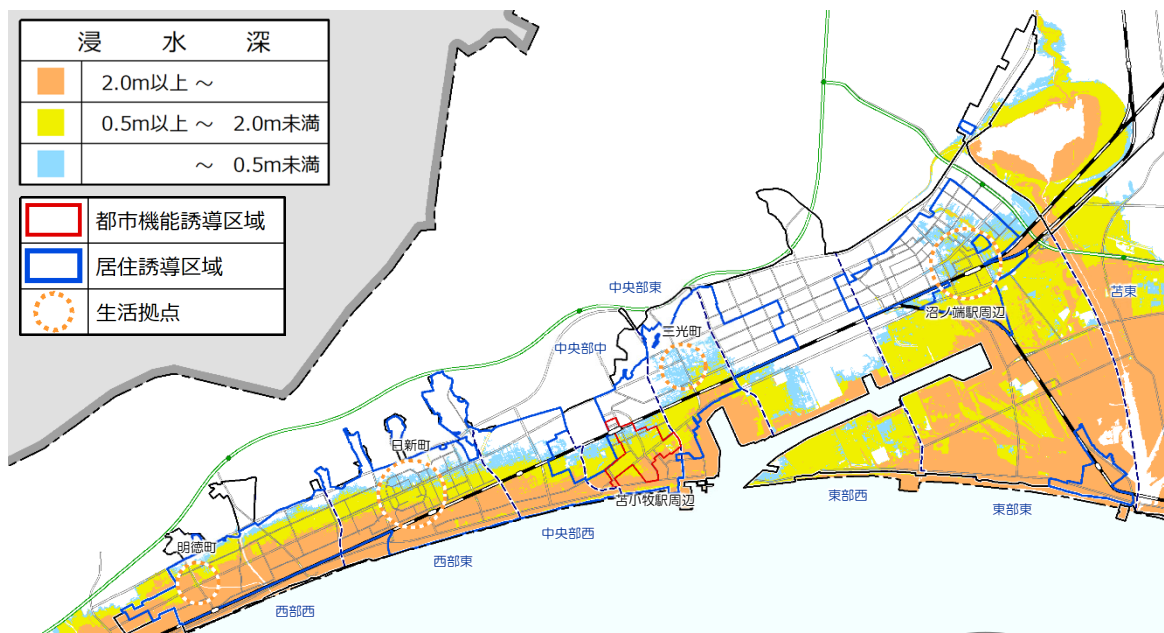 浸 水 深
2.0m以上 ~
0.5m以上 ~ 2.0m未満
~ 0.5m未満
都市機能誘導区域
居住誘導区域
生活拠点
中央部東
苫東
沼ノ端駅周辺
三光町
中央部中
日新町
苫小牧駅周辺
東部西
東部東
中央部西
明徳町
西部東
西部西